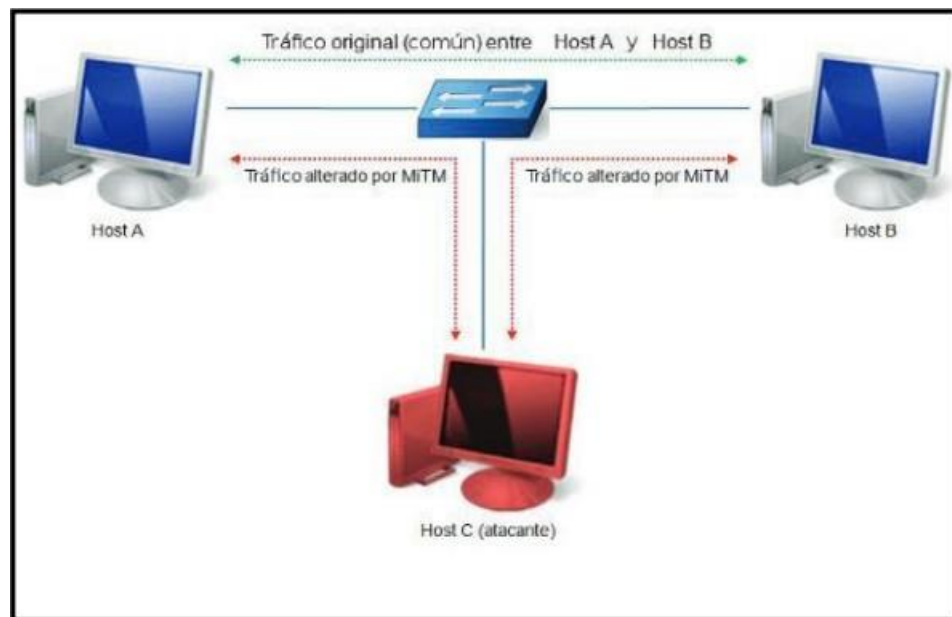 Tráfico original (común) entre Host A y Host B
Tráfico alterado por MiTM
Tráfico alterado por MiTM
Host A
Host B
Host C (atacante)